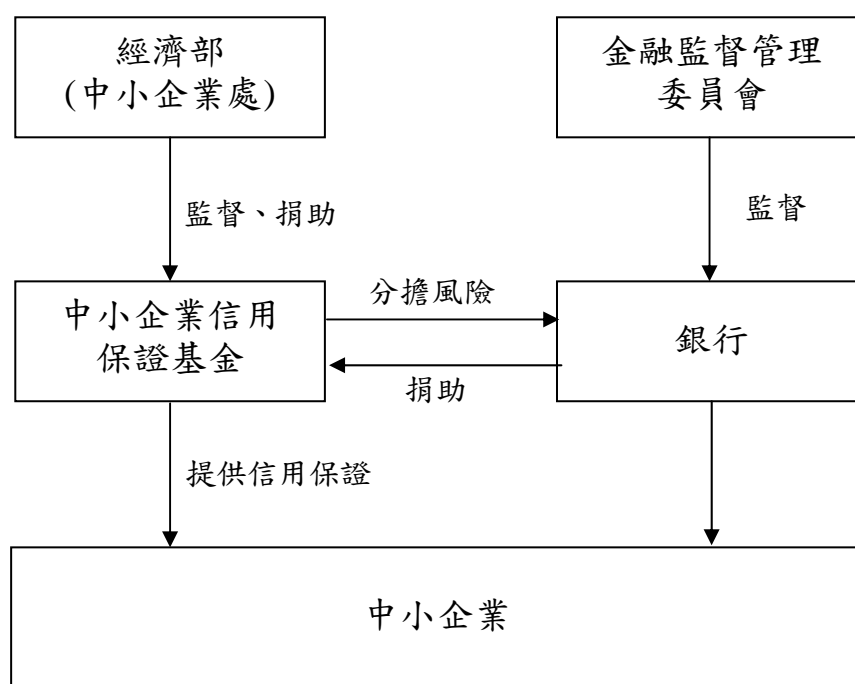 經濟部
(中小企業處)
金融監督管理
委員會
監督、捐助
監督
中小企業信用
保證基金
分擔風險
捐助
銀行
提供信用保證
中小企業